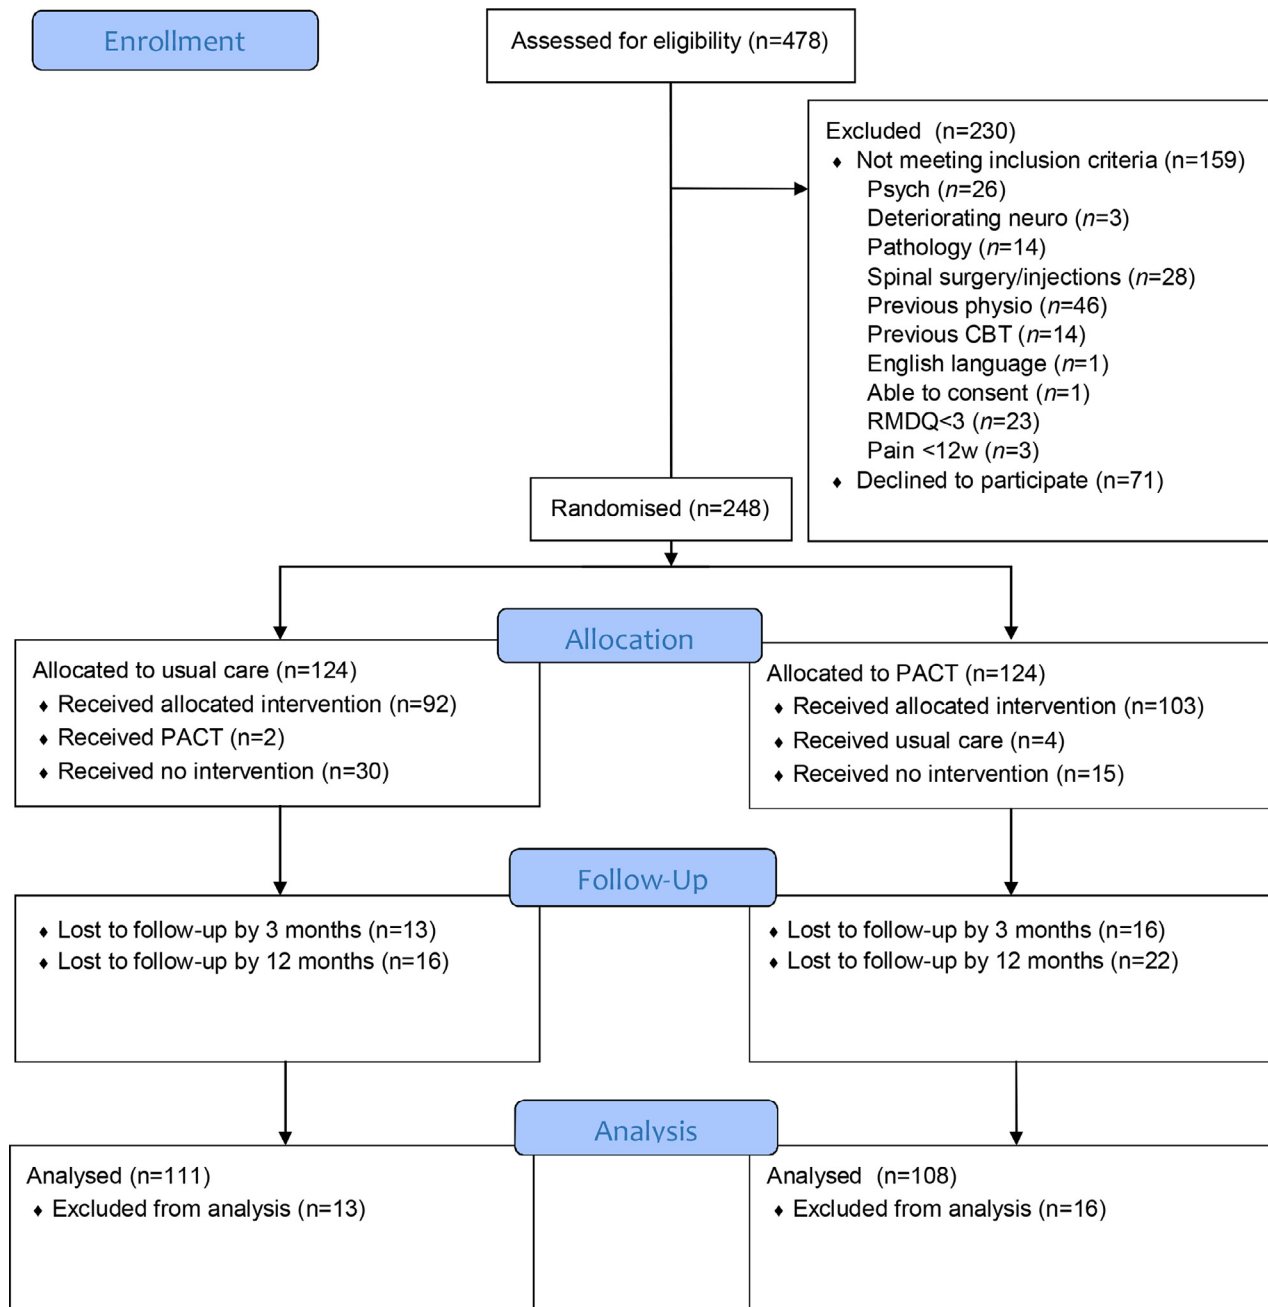 Enrollment
Assessed for eligibility (n=478)
Excluded (n=230)
♦ Not meeting inclusion criteria (n=159)
Psych (n=26)
Deteriorating neuro (n=3)
Pathology (n=14)
Spinal surgery/injections (n=28)
Previous physio (n=46)
Previous CBT (n=14)
English language (n=1)
Able to consent (n=1)
RMDQ<3 (n=23)
Pain <12w (n=3)
♦ Declined to participate (n=71)
Randomised (n=248)
Allocation
Allocated to usual care (n=124)
♦ Received allocated intervention (n=92)
♦ Received PACT (n=2)
♦ Received no intervention (n=30)
Allocated to PACT (n=124)
♦ Received allocated intervention (n=103)
♦ Received usual care (n=4)
♦ Received no intervention (n=15)
Follow-Up
♦ Lost to follow-up by 3 months (n=13)
♦ Lost to follow-up by 12 months (n=16)
♦ Lost to follow-up by 3 months (n=16)
♦ Lost to follow-up by 12 months (n=22)
Analysis
Analysed (n=111)
♦ Excluded from analysis (n=13)
Analysed (n=108)
♦ Excluded from analysis (n=16)